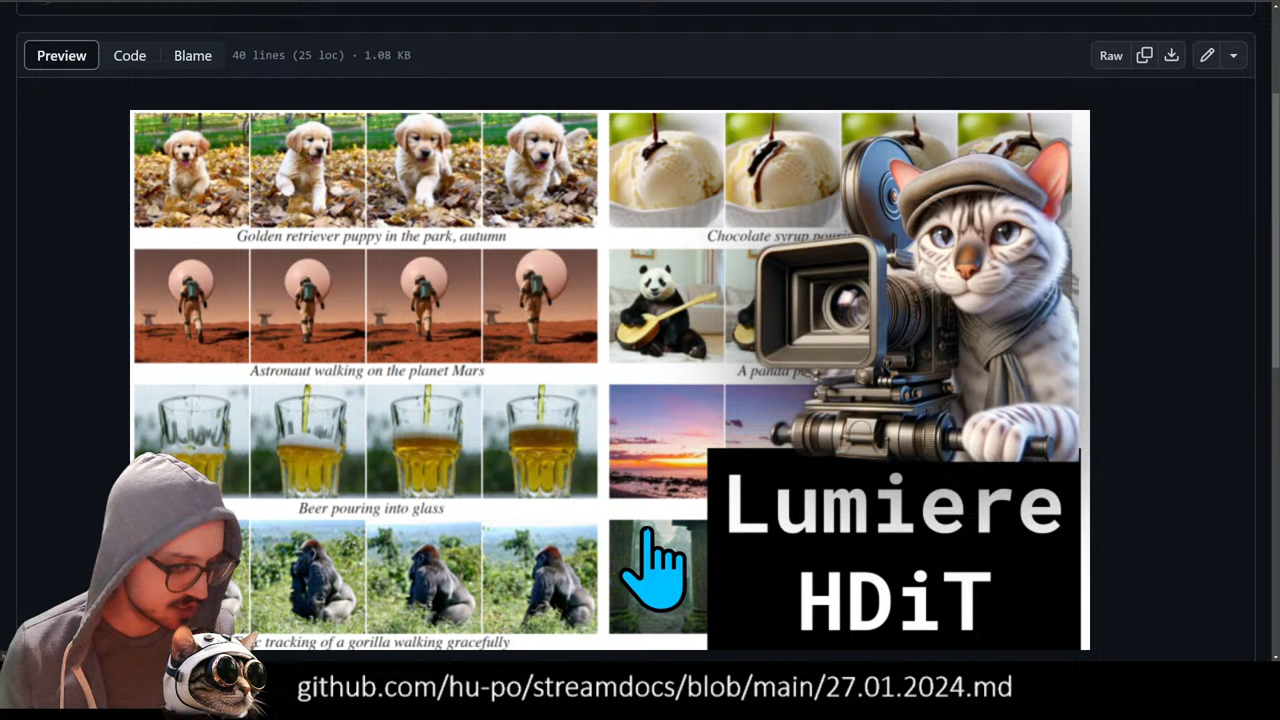 Preview Code Blame 40 lines (25 loc) · 1.08 KB Raw
Golden retriever puppy in the park, autumn
Chocolate syrup
Astronaut walking on the planet Mars
A panda
Beer pouring into glass
Lumiere
HDiT
tracking of a gorilla walking gracefully
github.com/hu-po/streamdocs/blob/main/27.01.2024.md